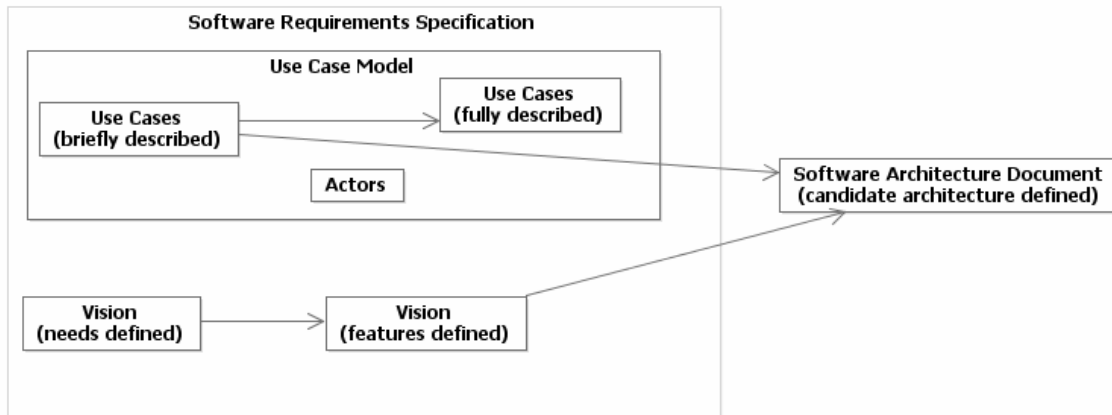 Software Requirements Specification
Use Case Model
Use Cases
(briefly described)
Use Cases
(fully described)
Actors
Software Architecture Document
(candidate architecture defined)
Vision
(needs defined)
Vision
(features defined)